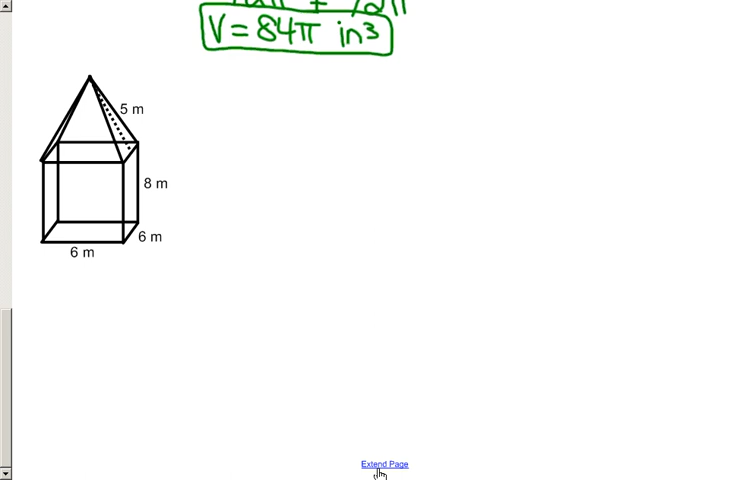 V = 84π in³
5 m
8 m
6 m
6 m
Extend Page